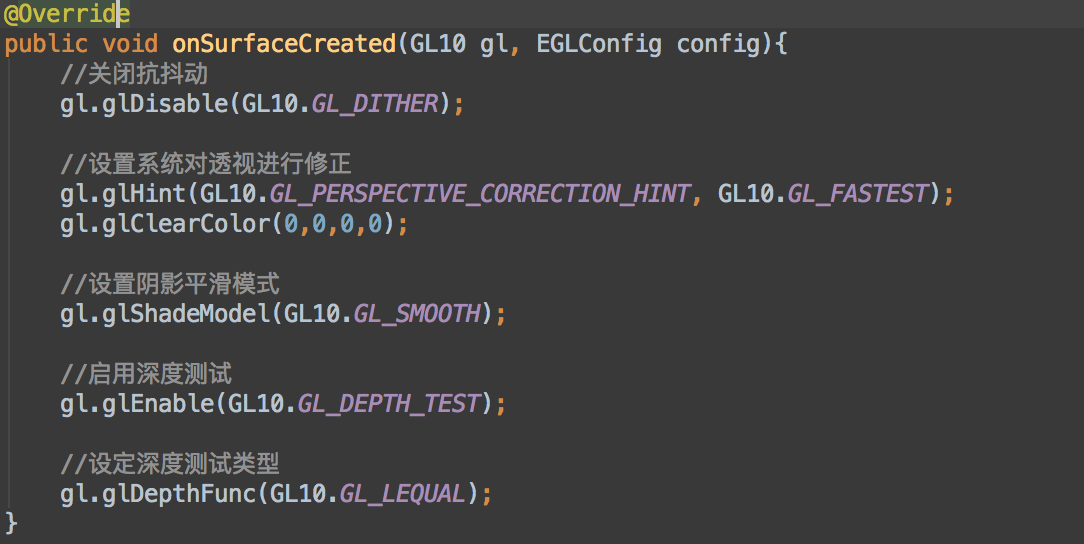 @Override
public void onSurfaceCreated(GL10 gl, EGLConfig config){
//关闭抗抖动
gl.glDisable(GL10.GL_DITHER);
//设置系统对透视进行修正
gl.glHint(GL10.GL_PERSPECTIVE_CORRECTION_HINT, GL10.GL_FASTEST);
gl.glClearColor(0,0,0,0);
//设置阴影平滑模式
gl.glShadeModel(GL10.GL_SMOOTH);
//启用深度测试
gl.glEnable(GL10.GL_DEPTH_TEST);
//设定深度测试类型
gl.glDepthFunc(GL10.GL_LEQUAL);
}